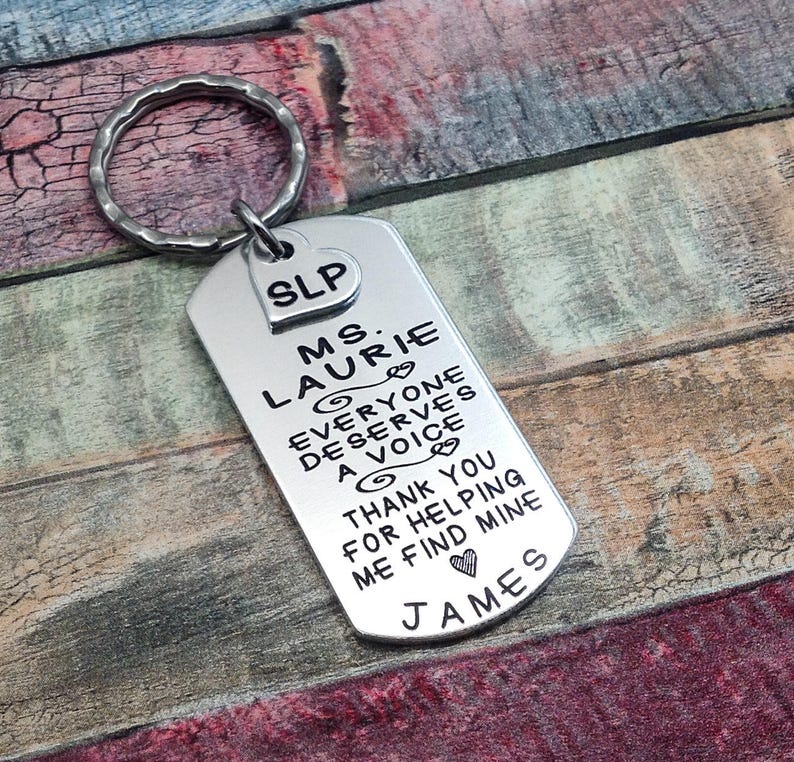 SLP
MS.
LAURIE
EVERYONE
DESERVES
A VOICE
THANK YOU
FOR HELPING
ME FIND MINE
JAMES